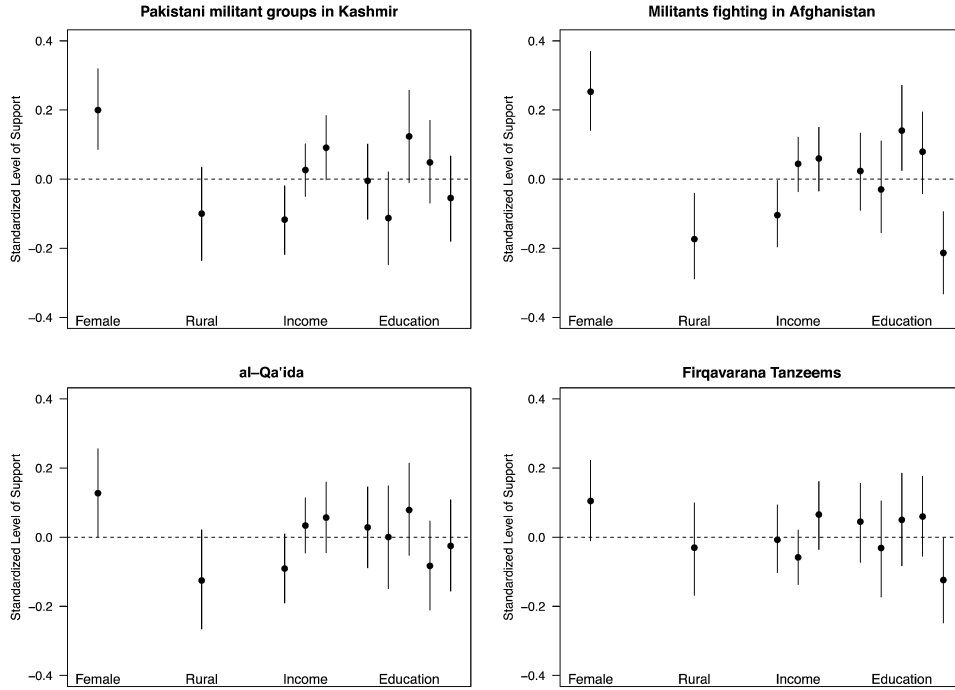 Pakistani militant groups in Kashmir
Standardized Level of Support
0.4
0.2
0.0
−0.2
−0.4
Female Rural Income Education
Militants fighting in Afghanistan
Standardized Level of Support
0.4
0.2
0.0
−0.2
−0.4
Female Rural Income Education
al−Qa'ida
Standardized Level of Support
0.4
0.2
0.0
−0.2
−0.4
Female Rural Income Education
Firqavarana Tanzeems
Standardized Level of Support
0.4
0.2
0.0
−0.2
−0.4
Female Rural Income Education